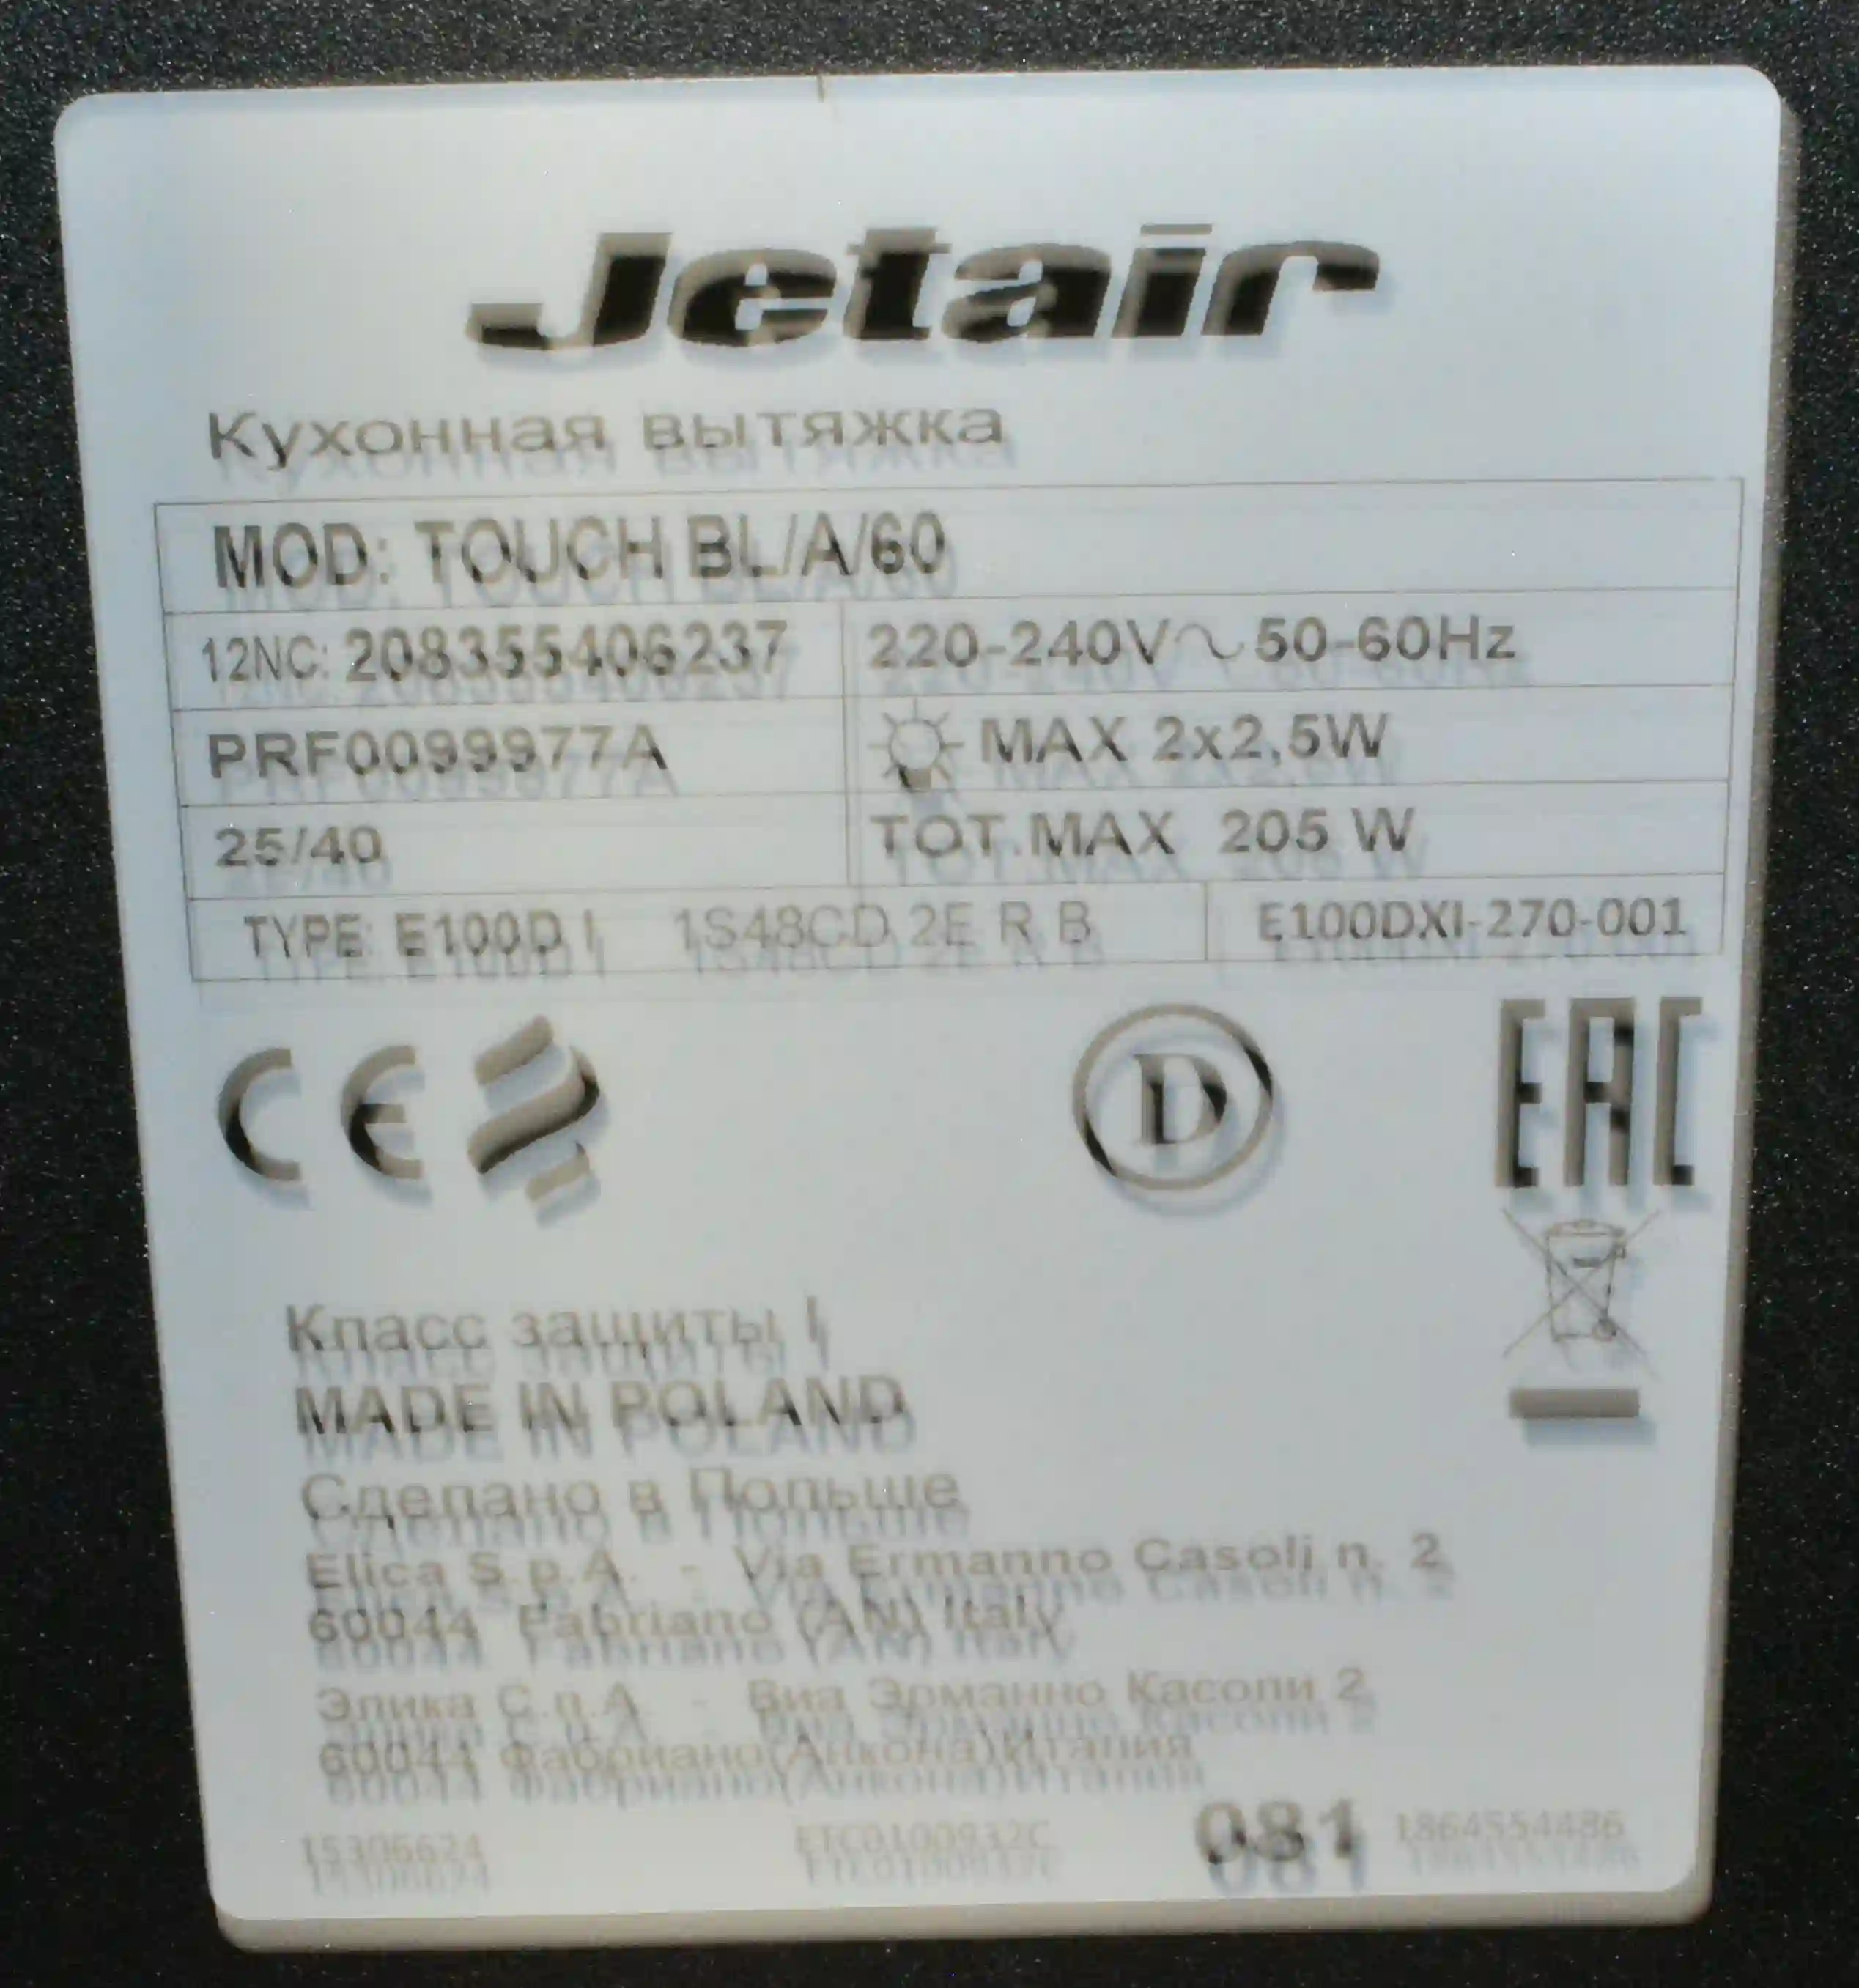 Jetair
Кухонная вытяжка
MOD: TOUCH BL/A/60
12NC: 208355406237 220-240V~50-60Hz
PRF0099977A MAX 2x2,5W
25/40 TOT.MAX 205 W
TYPE: E100D I 1S48CD 2E R B E100DXI-270-001
CE D EAC
Класс защиты I
MADE IN POLAND
Сделано в Польше
Elica S.p.A. - Via Ermanno Casoli n. 2
60044 Fabriano (AN) Italy
Элика С.п.А. - Виа Эрманно Касоли 2
60044 Фабриано(Анкона)Италия
15306624 ETC0100932C 081 1864554486